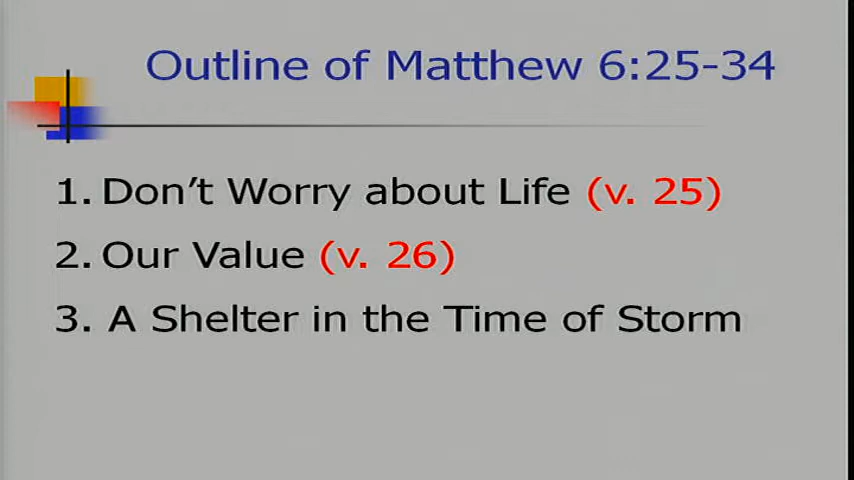 Outline of Matthew 6:25-34
1. Don't Worry about Life (v. 25)
2. Our Value (v. 26)
3. A Shelter in the Time of Storm